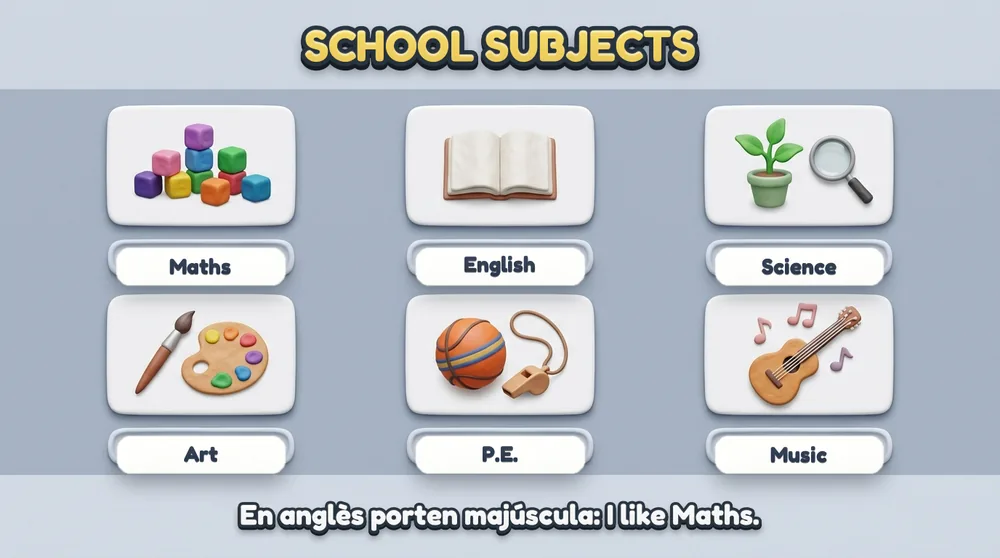 SCHOOL SUBJECTS
Maths
English
Science
Art
P.E.
Music
En anglès porten majúscula: I like Maths.